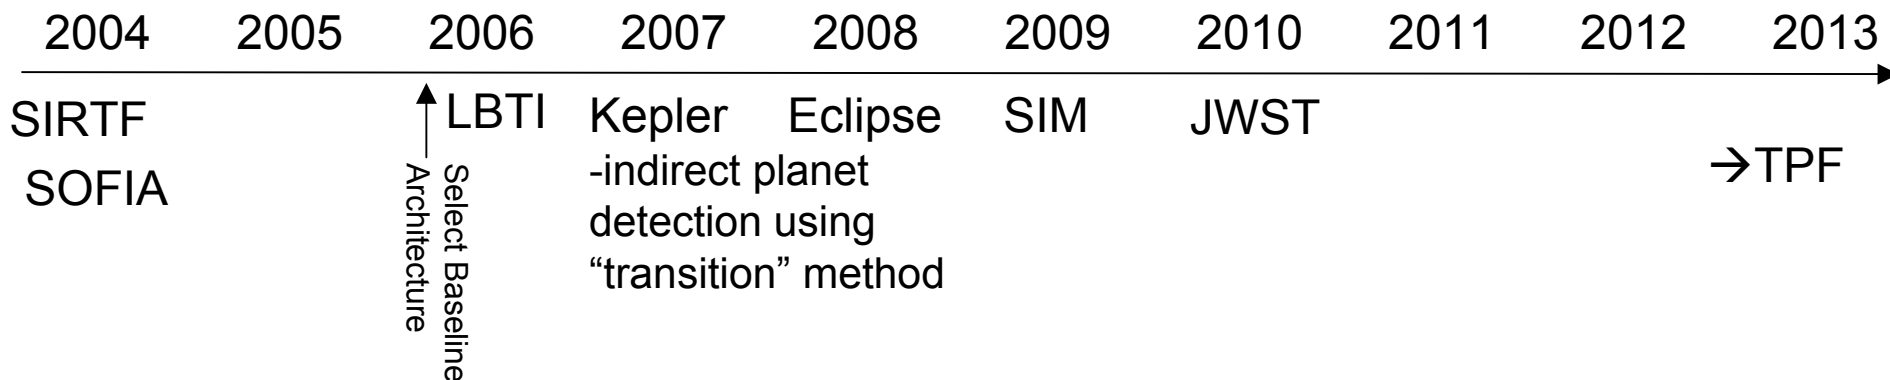 2004 2005 2006 2007 2008 2009 2010 2011 2012 2013
SIRTF
SOFIA
Select Baseline
Architecture
LBTI
Kepler
-indirect planet
detection using
“transition” method
Eclipse
SIM
JWST
→TPF